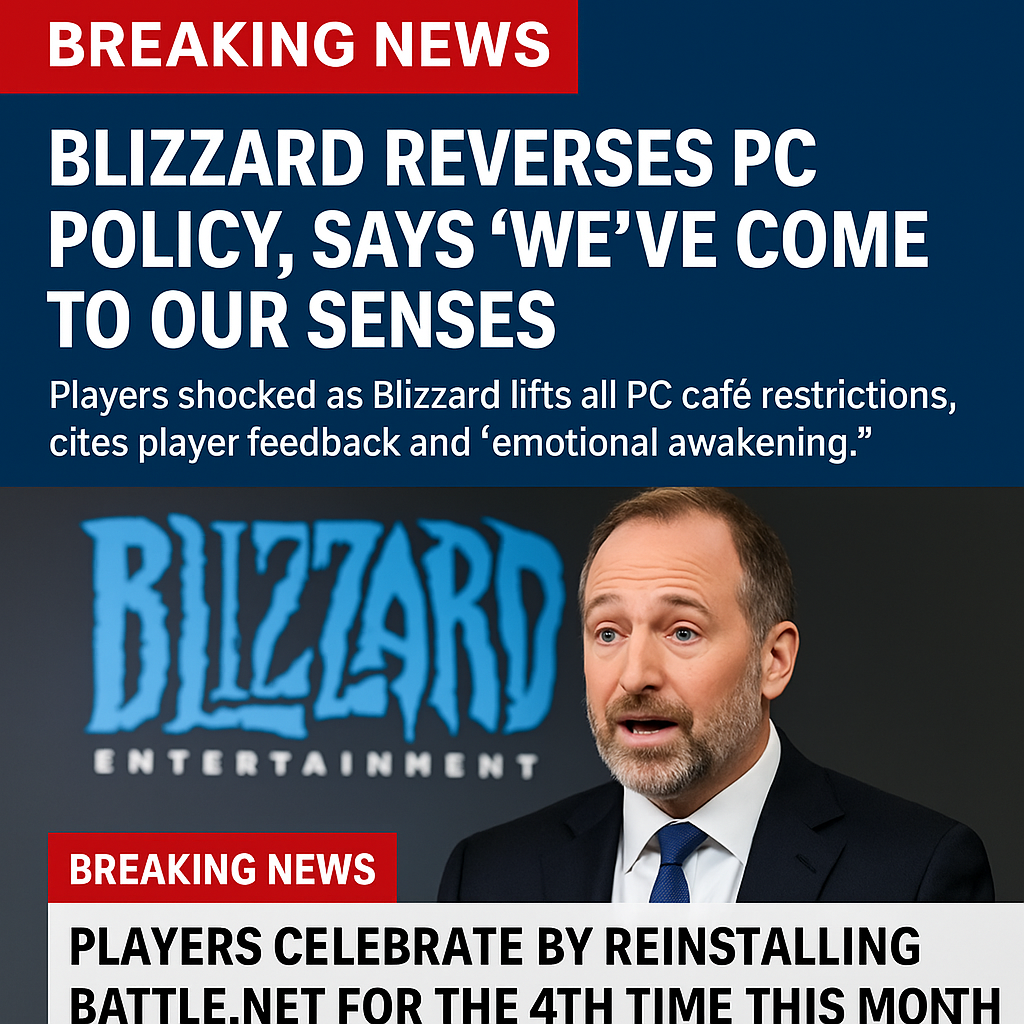 BREAKING NEWS
BLIZZARD REVERSES PC
POLICY, SAYS ‘WE’VE COME
TO OUR SENSES
Players shocked as Blizzard lifts all PC café restrictions,
cites player feedback and ‘emotional awakening.”
BLIZZARD
ENTERTAINMENT
BREAKING NEWS
PLAYERS CELEBRATE BY REINSTALLING
BATTLE.NET FOR THE 4TH TIME THIS MONTH